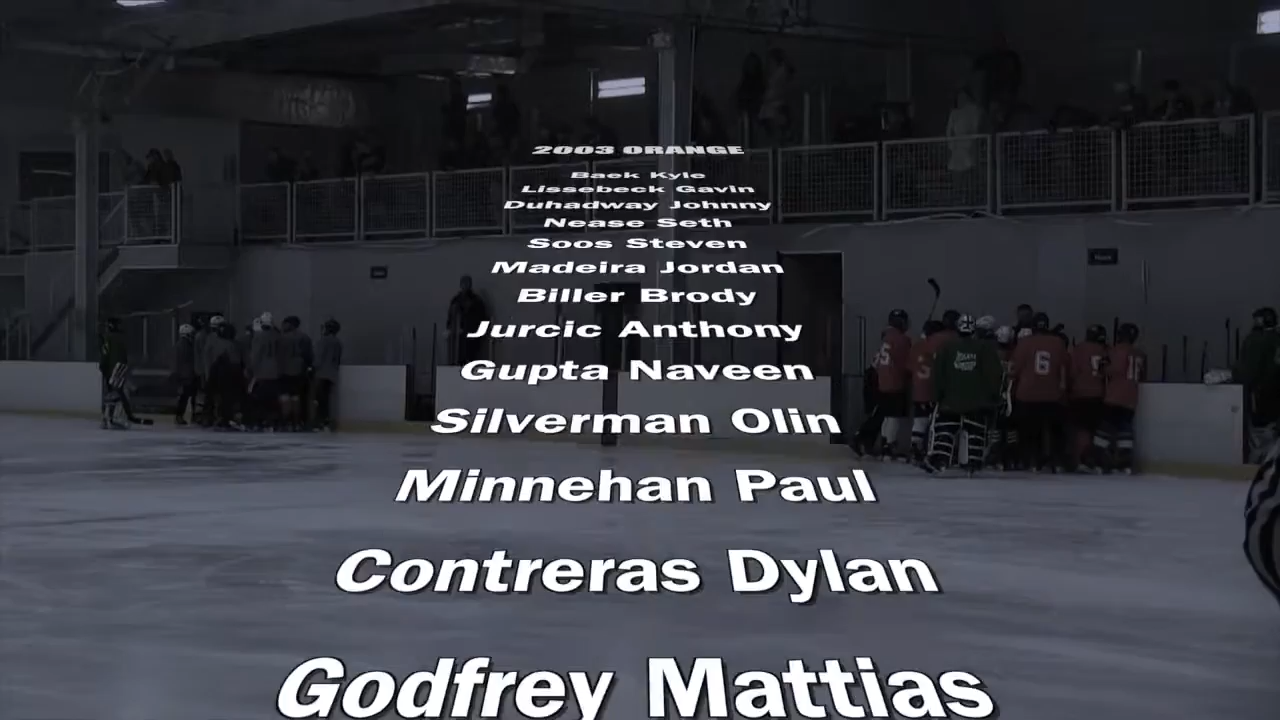 2003 ORANGE
Baek Kyle
Lissebeck Gavin
Duhadway Johnny
Nease Seth
Soos Steven
Madeira Jordan
Biller Brody
Jurcic Anthony
Gupta Naveen
Silverman Olin
Minnehan Paul
Contreras Dylan
Godfrey Mattias
6